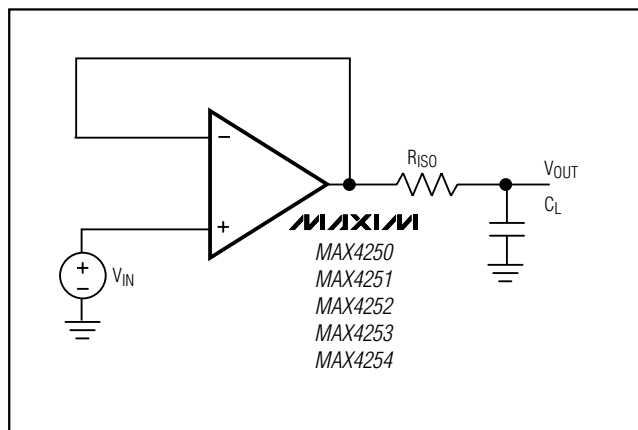 −
RISO
VOUT
+
CL
MAXIM
+
−
VIN
MAX4250
MAX4251
MAX4252
MAX4253
MAX4254